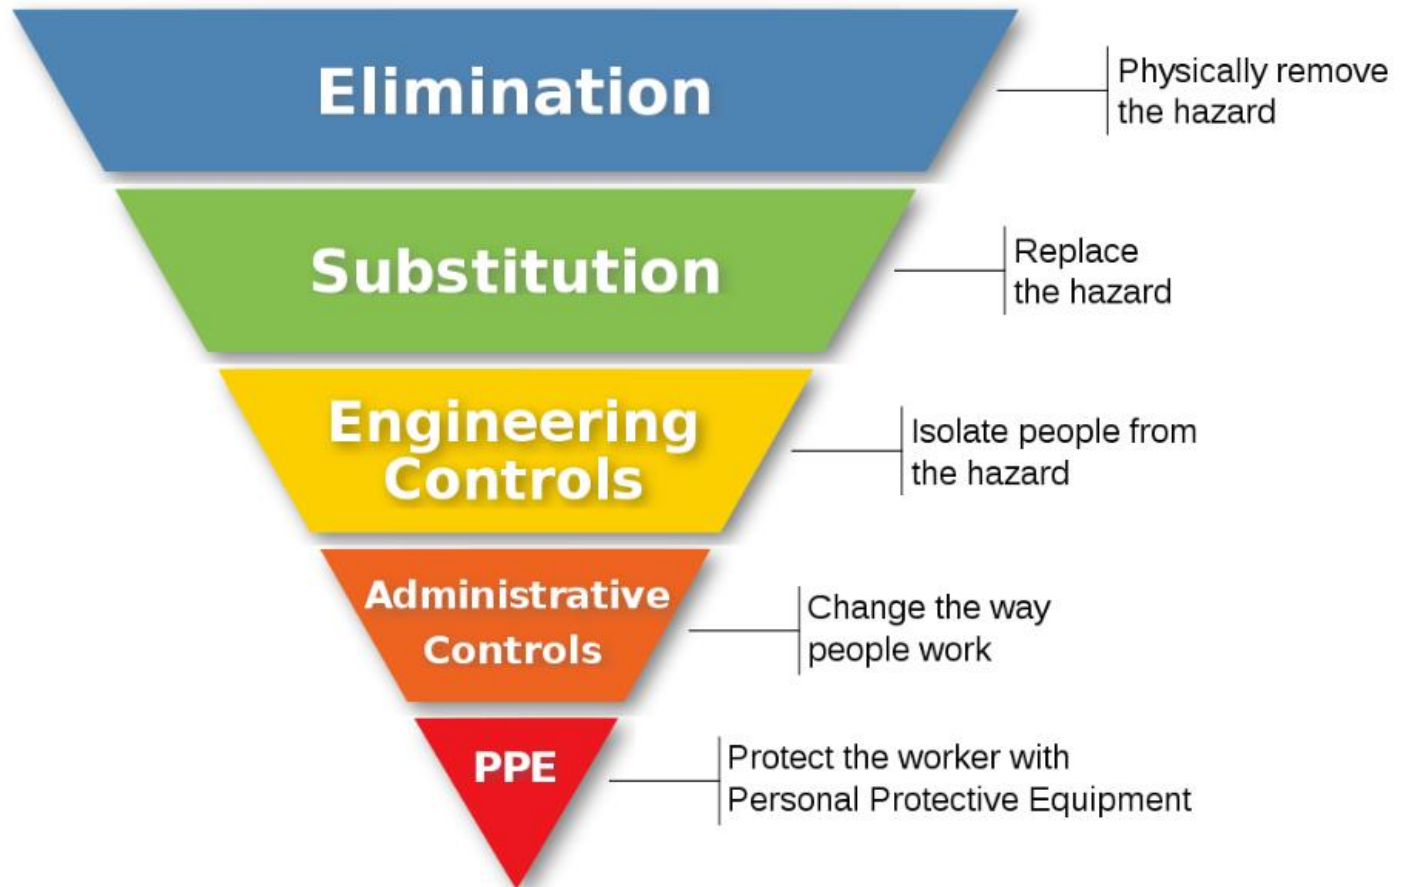 Elimination
Physically remove
the hazard
Substitution
Replace
the hazard
Engineering
Controls
Isolate people from
the hazard
Administrative
Controls
Change the way
people work
PPE
Protect the worker with
Personal Protective Equipment